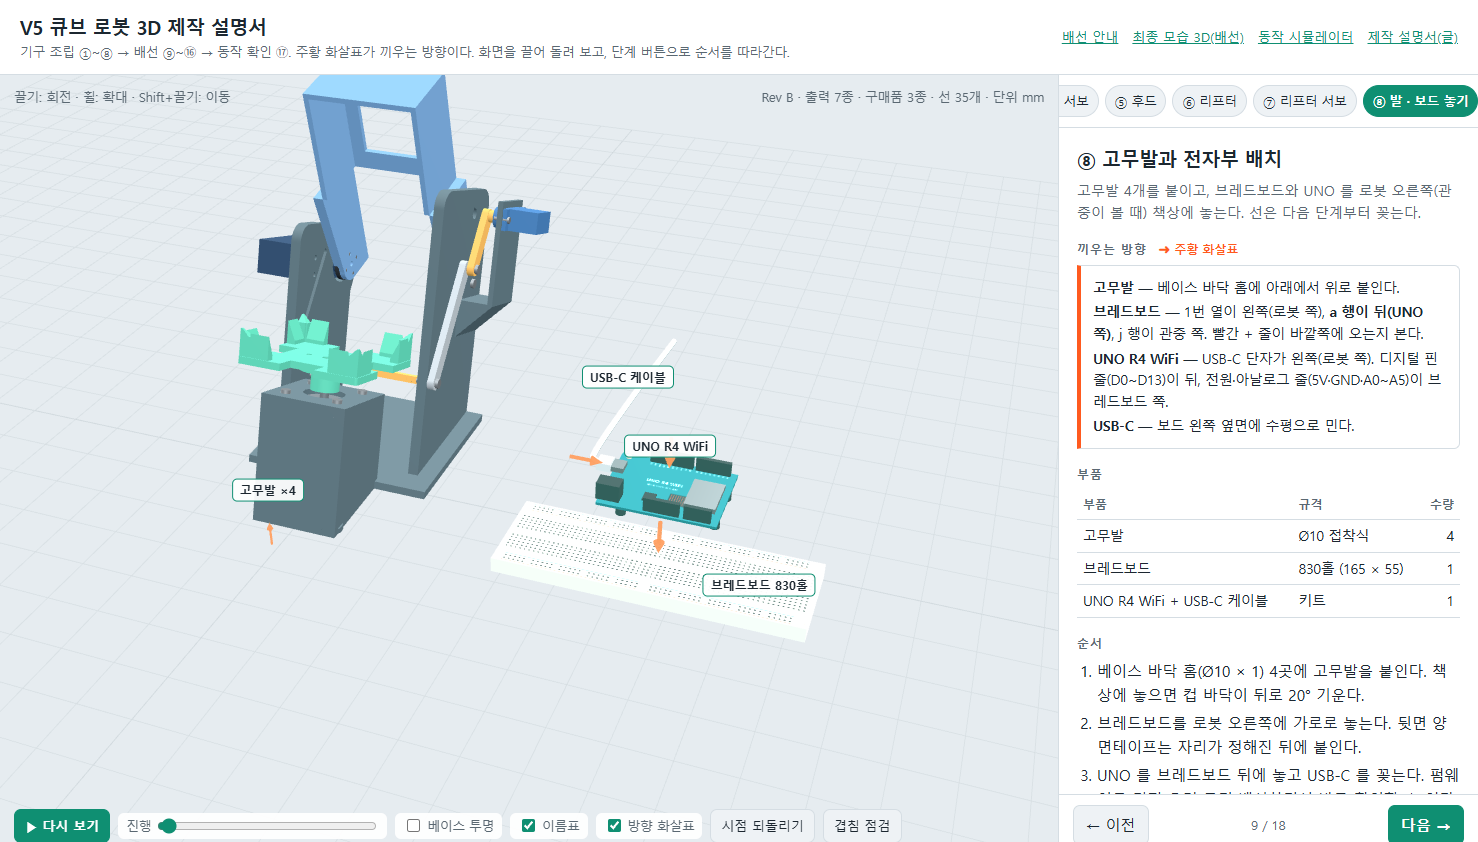 V5 큐브 로봇 3D 제작 설명서
기구 조립 ①~⑧ → 배선 ⑨~⑯ → 동작 확인 ⑰. 주황 화살표가 끼우는 방향이다. 화면을 끌어 돌려 보고, 단계 버튼으로 순서를 따라간다.
배선 안내 최종 모습 3D(배선) 동작 시뮬레이터 제작 설명서(글)
끌기: 회전 · 휠: 확대 · Shift+끌기: 이동
Rev B · 출력 7종 · 구매품 3종 · 선 35개 · 단위 mm
USB-C 케이블
UNO R4 WiFi
고무발 ×4
브레드보드 830홀
▶ 다시 보기
진행
베이스 투명
이름표
방향 화살표
시점 되돌리기
겹침 점검
서보
⑤ 후드
⑥ 리프터
⑦ 리프터 서보
⑧ 발 · 보드 놓기
⑧ 고무발과 전자부 배치
고무발 4개를 붙이고, 브레드보드와 UNO 를 로봇 오른쪽(관
중이 볼 때) 책상에 놓는다. 선은 다음 단계부터 꽂는다.
끼우는 방향 → 주황 화살표
고무발 — 베이스 바닥 홈에 아래에서 위로 붙인다.
브레드보드 — 1번 열이 왼쪽(로봇 쪽), a 행이 뒤(UNO
쪽), j 행이 관중 쪽. 빨간 + 줄이 바깥쪽에 오는지 본다.
UNO R4 WiFi — USB-C 단자가 왼쪽(로봇 쪽). 디지털 핀
줄(D0~D13)이 뒤, 전원·아날로그 줄(5V·GND·A0~A5)이 브
레드보드 쪽.
USB-C — 보드 왼쪽 옆면에 수평으로 민다.
부품
부품 규격 수량
고무발 Ø10 접착식 4
브레드보드 830홀 (165 × 55) 1
UNO R4 WiFi + USB-C 케이블 키트 1
순서
1. 베이스 바닥 홈(Ø10 × 1) 4곳에 고무발을 붙인다. 책
상에 놓으면 컵 바닥이 뒤로 20° 기운다.
2. 브레드보드를 로봇 오른쪽에 가로로 놓는다. 뒷면 양
면테이프는 자리가 정해진 뒤에 붙인다.
3. UNO 를 브레드보드 뒤에 놓고 USB-C 를 꽂는다. 펌웨
← 이전
9 / 18
다음 →